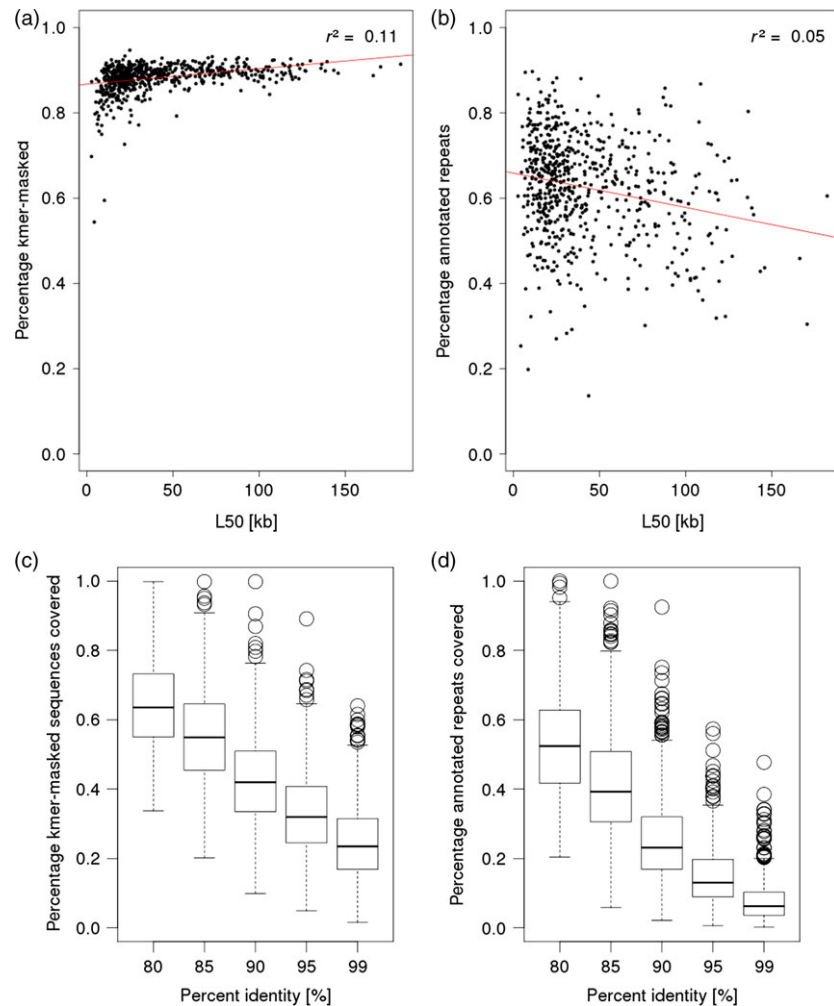 (a)
r² = 0.11
Percentage kmer-masked
1.0
0.8
0.6
0.4
0.2
0.0
0 50 100 150
L50 [kb]
(b)
r² = 0.05
Percentage annotated repeats
1.0
0.8
0.6
0.4
0.2
0.0
0 50 100 150
L50 [kb]
(c)
Percentage kmer-masked sequences covered
1.0
0.8
0.6
0.4
0.2
0.0
80 85 90 95 99
Percent identity [%]
(d)
Percentage annotated repeats covered
1.0
0.8
0.6
0.4
0.2
0.0
80 85 90 95 99
Percent identity [%]